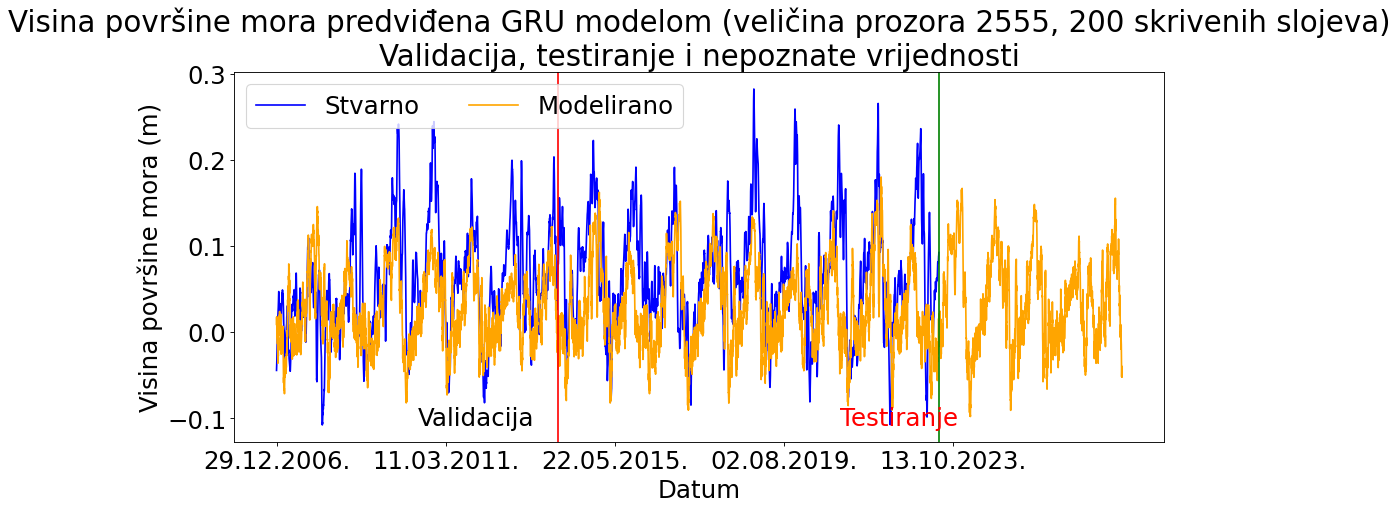 Visina površine mora predviđena GRU modelom (veličina prozora 2555, 200 skrivenih slojeva)
Validacija, testiranje i nepoznate vrijednosti
Visina površine mora (m)
0.3
0.2
0.1
0.0
−0.1
Stvarno
Modelirano
Validacija
Testiranje
29.12.2006.
11.03.2011.
22.05.2015.
02.08.2019.
13.10.2023.
Datum